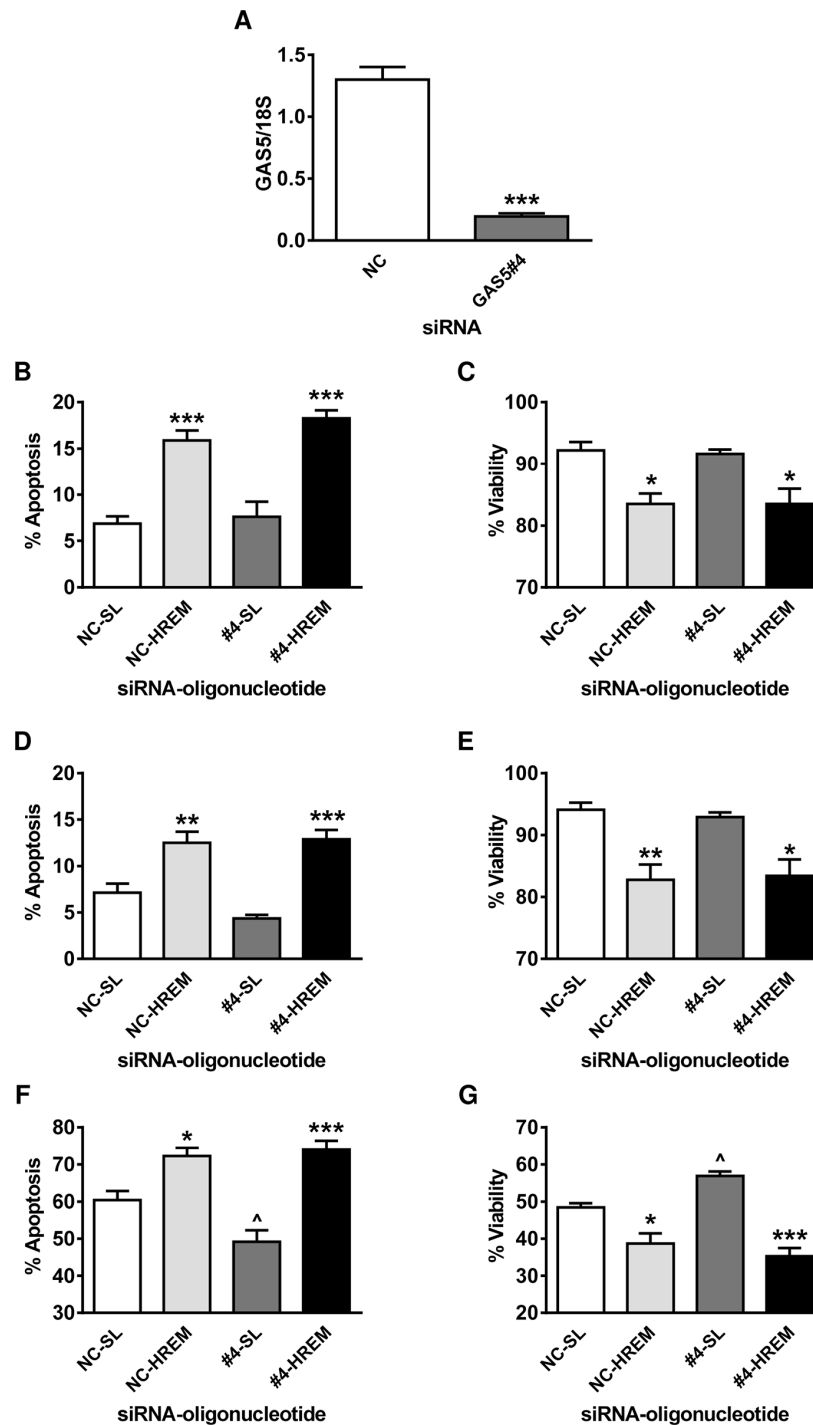 A
GAS5/18S
1.5
1.0
0.5
0.0
***
NC
GAS5#4
siRNA
B
% Apoptosis
20
15
10
5
0
***
***
NC-SL
NC-HREM
#4-SL
#4-HREM
siRNA-oligonucleotide
C
% Viability
100
90
80
70
*
*
NC-SL
NC-HREM
#4-SL
#4-HREM
siRNA-oligonucleotide
D
% Apoptosis
20
15
10
5
0
**
***
NC-SL
NC-HREM
#4-SL
#4-HREM
siRNA-oligonucleotide
E
% Viability
100
90
80
70
**
*
NC-SL
NC-HREM
#4-SL
#4-HREM
siRNA-oligonucleotide
F
% Apoptosis
80
70
60
50
40
30
*
^
***
NC-SL
NC-HREM
#4-SL
#4-HREM
siRNA-oligonucleotide
G
% Viability
70
60
50
40
30
20
*
^
***
NC-SL
NC-HREM
#4-SL
#4-HREM
siRNA-oligonucleotide